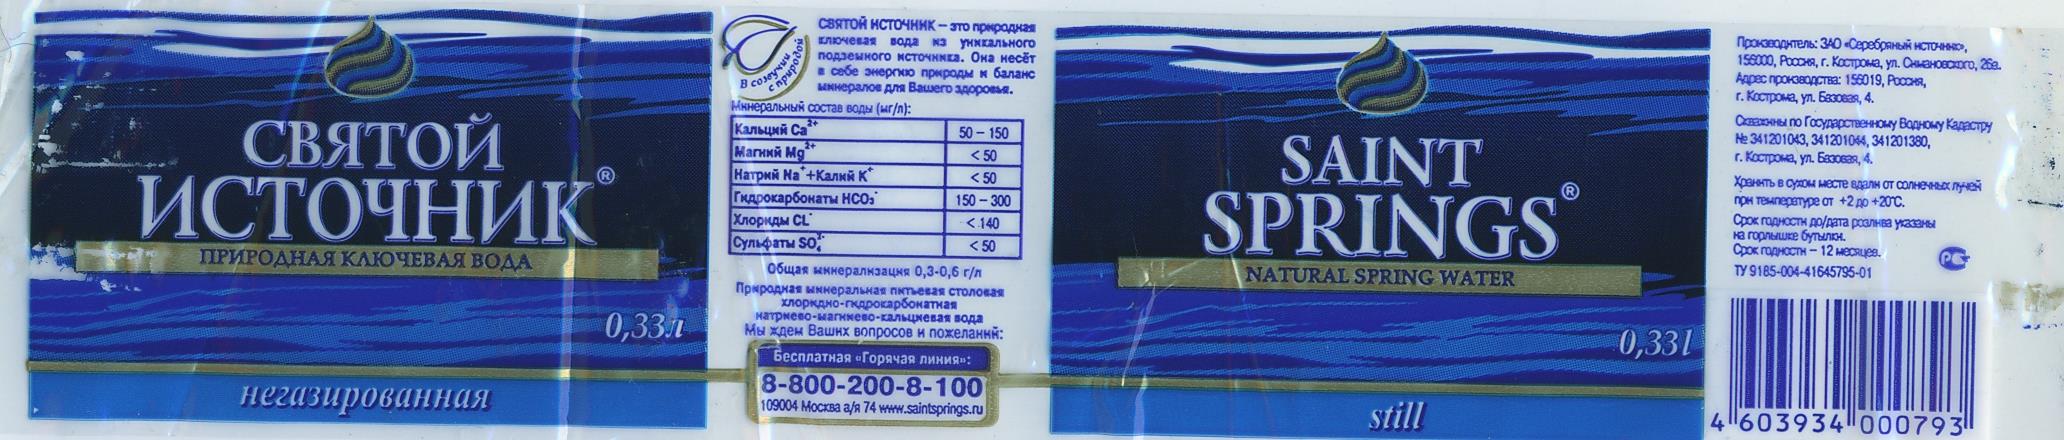 СВЯТОЙ
ИСТОЧНИК®
ПРИРОДНАЯ КЛЮЧЕВАЯ ВОДА
0,33л
негазированная
В созвучии
с природой
СВЯТОЙ ИСТОЧНИК – это природная
ключевая вода из уникального
подземного источника. Она несёт
в себе энергию природы и баланс
минералов для Вашего здоровья.
Минеральный состав воды (мг/л):
Кальций Ca²⁺ 50 – 150
Магний Mg²⁺ < 50
Натрий Na⁺+Калий K⁺ < 50
Гидрокарбонаты HCO₃⁻ 150 – 300
Хлориды CL⁻ < 140
Сульфаты SO₄²⁻ < 50
Общая минерализация 0,3-0,6 г/л
Природная минеральная питьевая столовая
хлоридно-гидрокарбонатная
натриево-магниево-кальциевая вода
Мы ждем Ваших вопросов и пожеланий:
Бесплатная «Горячая линия»:
8-800-200-8-100
109004 Москва а/я 74 www.saintsprings.ru
SAINT
SPRINGS®
NATURAL SPRING WATER
0,33l
still
Производитель: ЗАО «Серебряный источник»,
156000, Россия, г. Кострома, ул. Симановского, 26а.
Адрес производства: 156019, Россия,
г. Кострома, ул. Базовая, 4.
Скважины по Государственному Водному Кадастру
№ 341201043, 341201044, 341201380,
г. Кострома, ул. Базовая, 4.
Хранить в сухом месте вдали от солнечных лучей
при температуре от +2 до +20°С.
Срок годности до/дата розлива указаны
на горлышке бутылки.
Срок годности – 12 месяцев.
РСТ
ТУ 9185-004-41645795-01
4 603934 000793